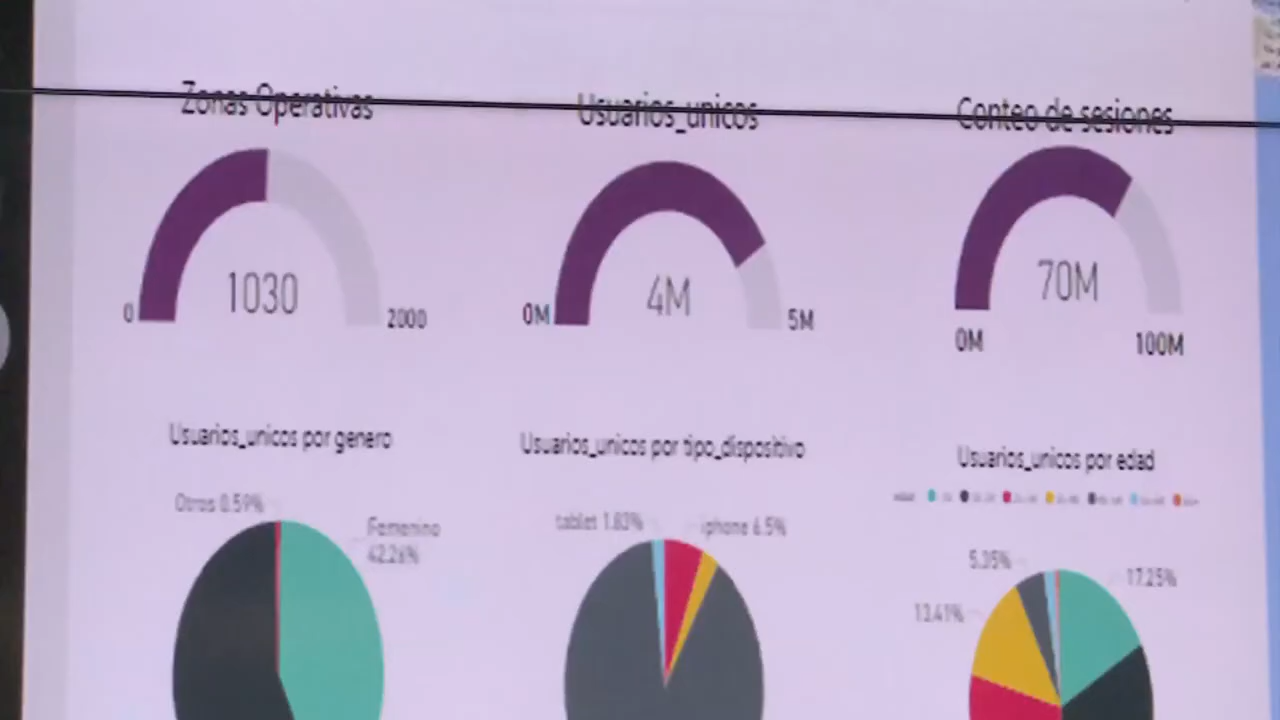 Zonas Operativas
Usuarios_unicos
Conteo de sesiones
1030
0
2000
4M
0M
5M
70M
0M
100M
Usuarios_unicos por genero
Usuarios_unicos por tipo_dispositivo
Usuarios_unicos por edad
Otros 0.59%
Femenino
42.26%
tablet 1.83%
iphone 6.5%
5.35%
17.25%
13.41%